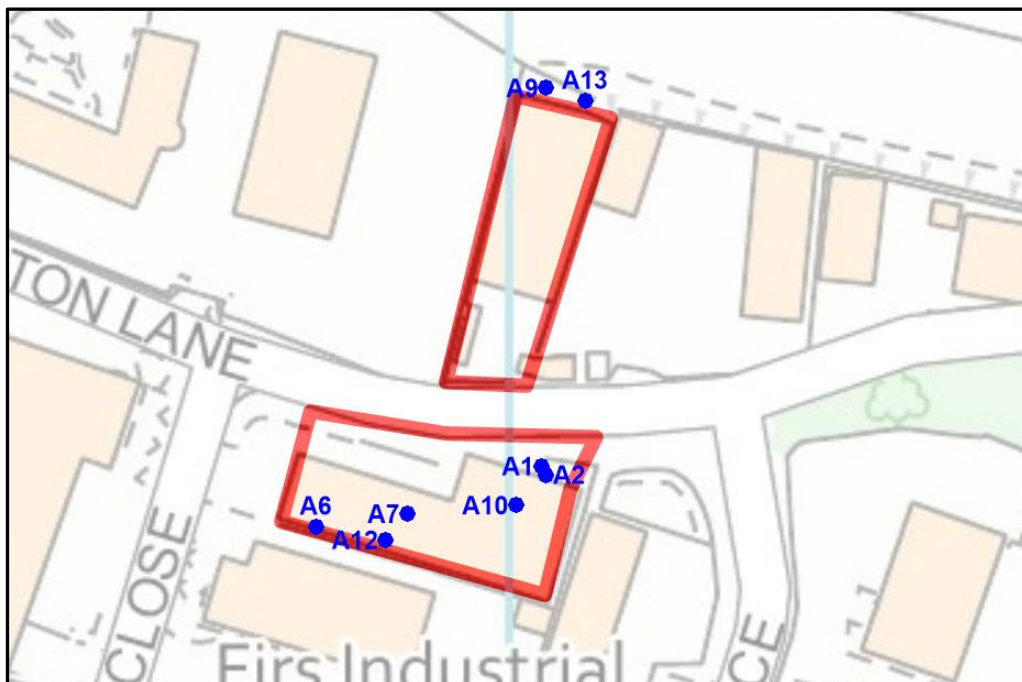 A9 A13
TON LANE
A1
A2
A10
A6
A7
A12
CLOSE
CE
Firs Industrial